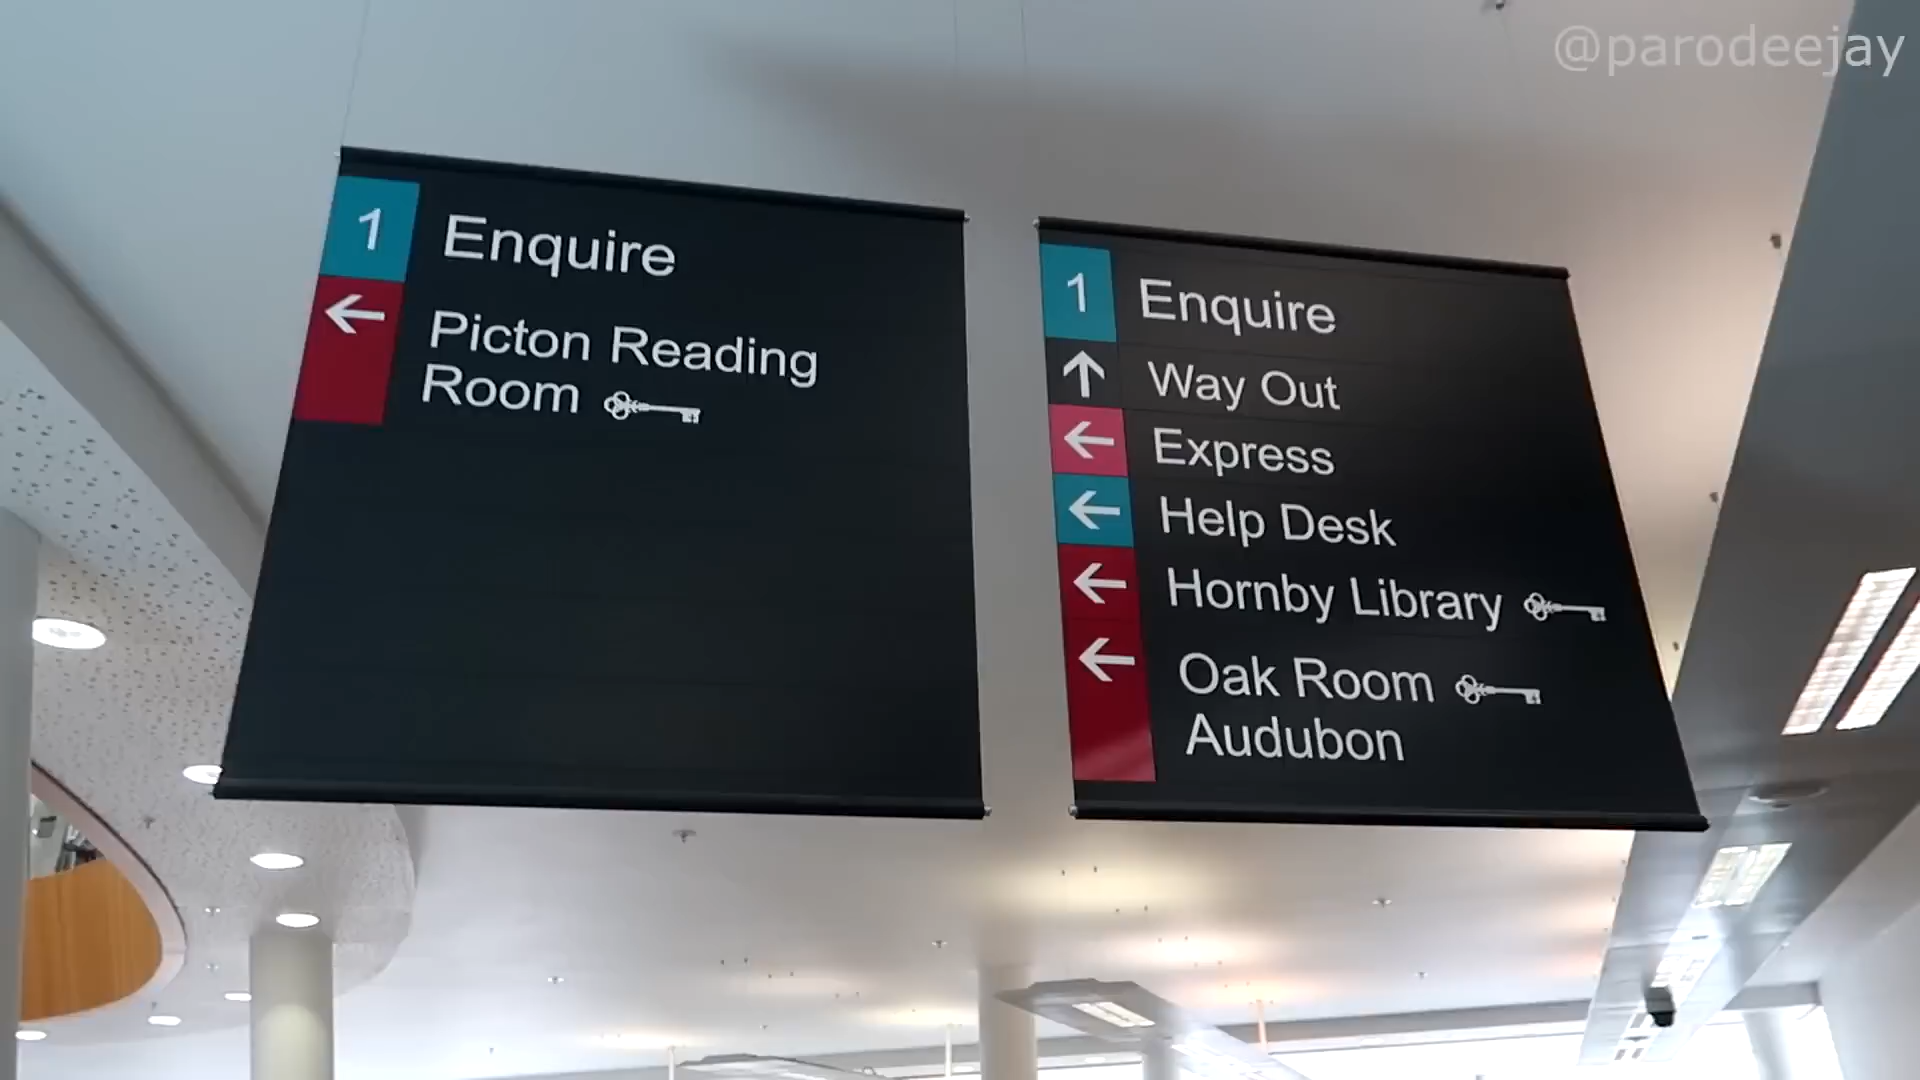 @parodeejay
1 Enquire
Picton Reading
Room
1 Enquire
Way Out
Express
Help Desk
Hornby Library
Oak Room
Audubon